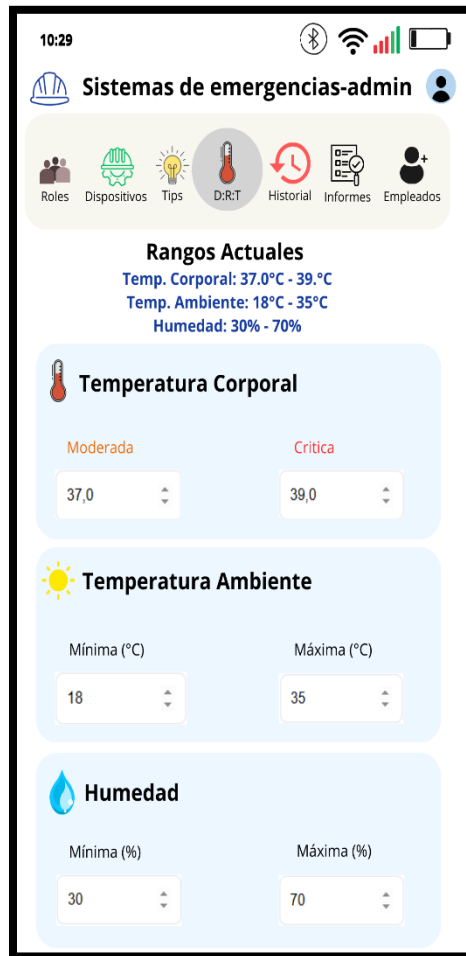 10:29
Sistemas de emergencias-admin
Roles Dispositivos Tips D:R:T Historial Informes Empleados
Rangos Actuales
Temp. Corporal: 37.0°C - 39.°C
Temp. Ambiente: 18°C - 35°C
Humedad: 30% - 70%
Temperatura Corporal
Moderada Critica
37,0 39,0
Temperatura Ambiente
Mínima (°C) Máxima (°C)
18 35
Humedad
Mínima (%) Máxima (%)
30 70